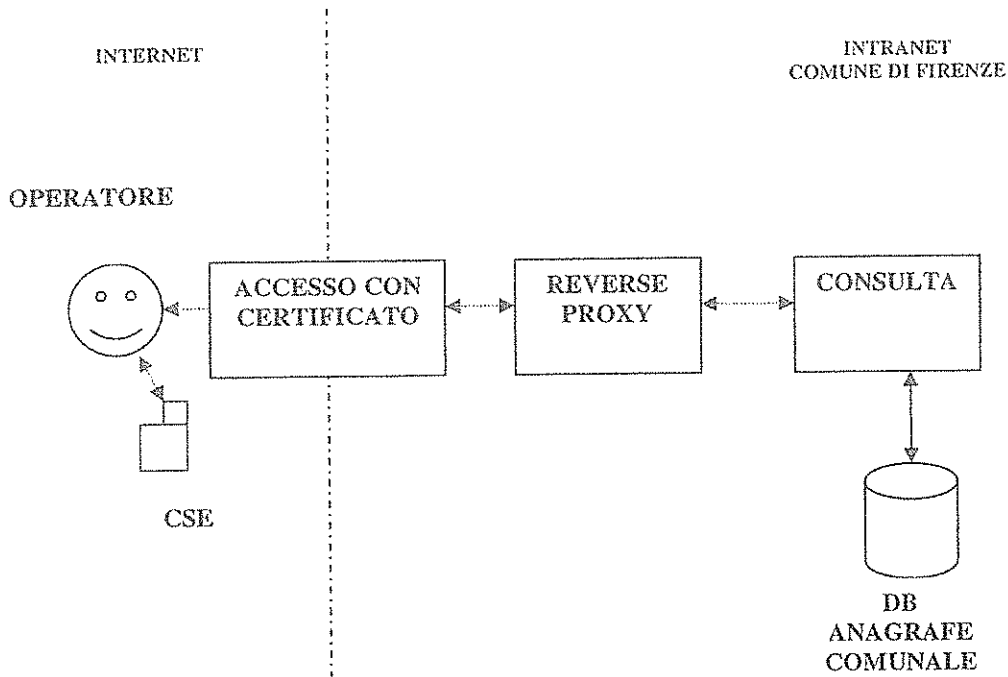 INTERNET
INTRANET
COMUNE DI FIRENZE
OPERATORE
ACCESSO CON
CERTIFICATO
REVERSE
PROXY
CONSULTA
CSE
DB
ANAGRAFE
COMUNALE